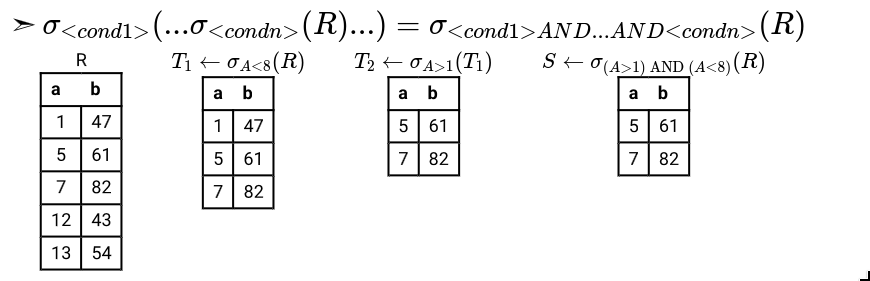 ➣ σ<cond1>(...σ<condn>(R)...) = σ<cond1>AND...AND<condn>(R)
R
a b
1 47
5 61
7 82
12 43
13 54
T₁ ← σA<8(R)
a b
1 47
5 61
7 82
T₂ ← σA>1(T₁)
a b
5 61
7 82
S ← σ(A>1) AND (A<8)(R)
a b
5 61
7 82